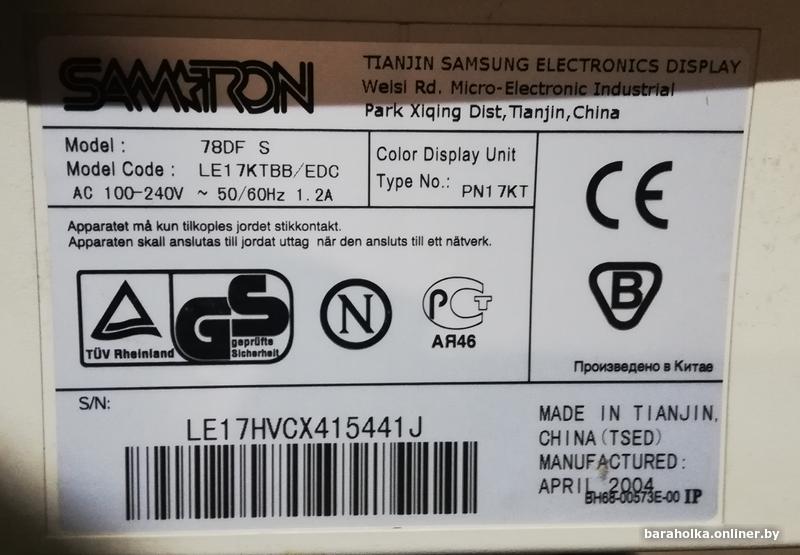 SAMTRON
TIANJIN SAMSUNG ELECTRONICS DISPLAY
Weisi Rd. Micro-Electronic Industrial
Park Xiqing Dist,Tianjin,China
Model : 78DF S
Model Code : LE17KTBB/EDC
AC 100-240V ~ 50/60Hz 1.2A
Color Display Unit
Type No.: PN17KT
Apparatet må kun tilkoples jordet stikkontakt.
Apparaten skall anslutas till jordat uttag när den ansluts till ett nätverk.
CE
TÜV Rheinland
GS
geprüfte
Sicherheit
N
РСТ
АЯ46
B
Произведено в Китае
S/N:
LE17HVCX415441J
MADE IN TIANJIN,
CHINA(TSED)
MANUFACTURED:
APRIL 2004
BH68-00573E-00 IP
baraholka.onliner.by